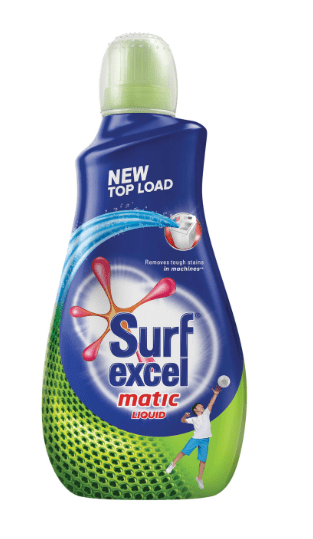 NEW
TOP LOAD
Removes tough stains
in machines**
Surf®
excel
matic
LIQUID